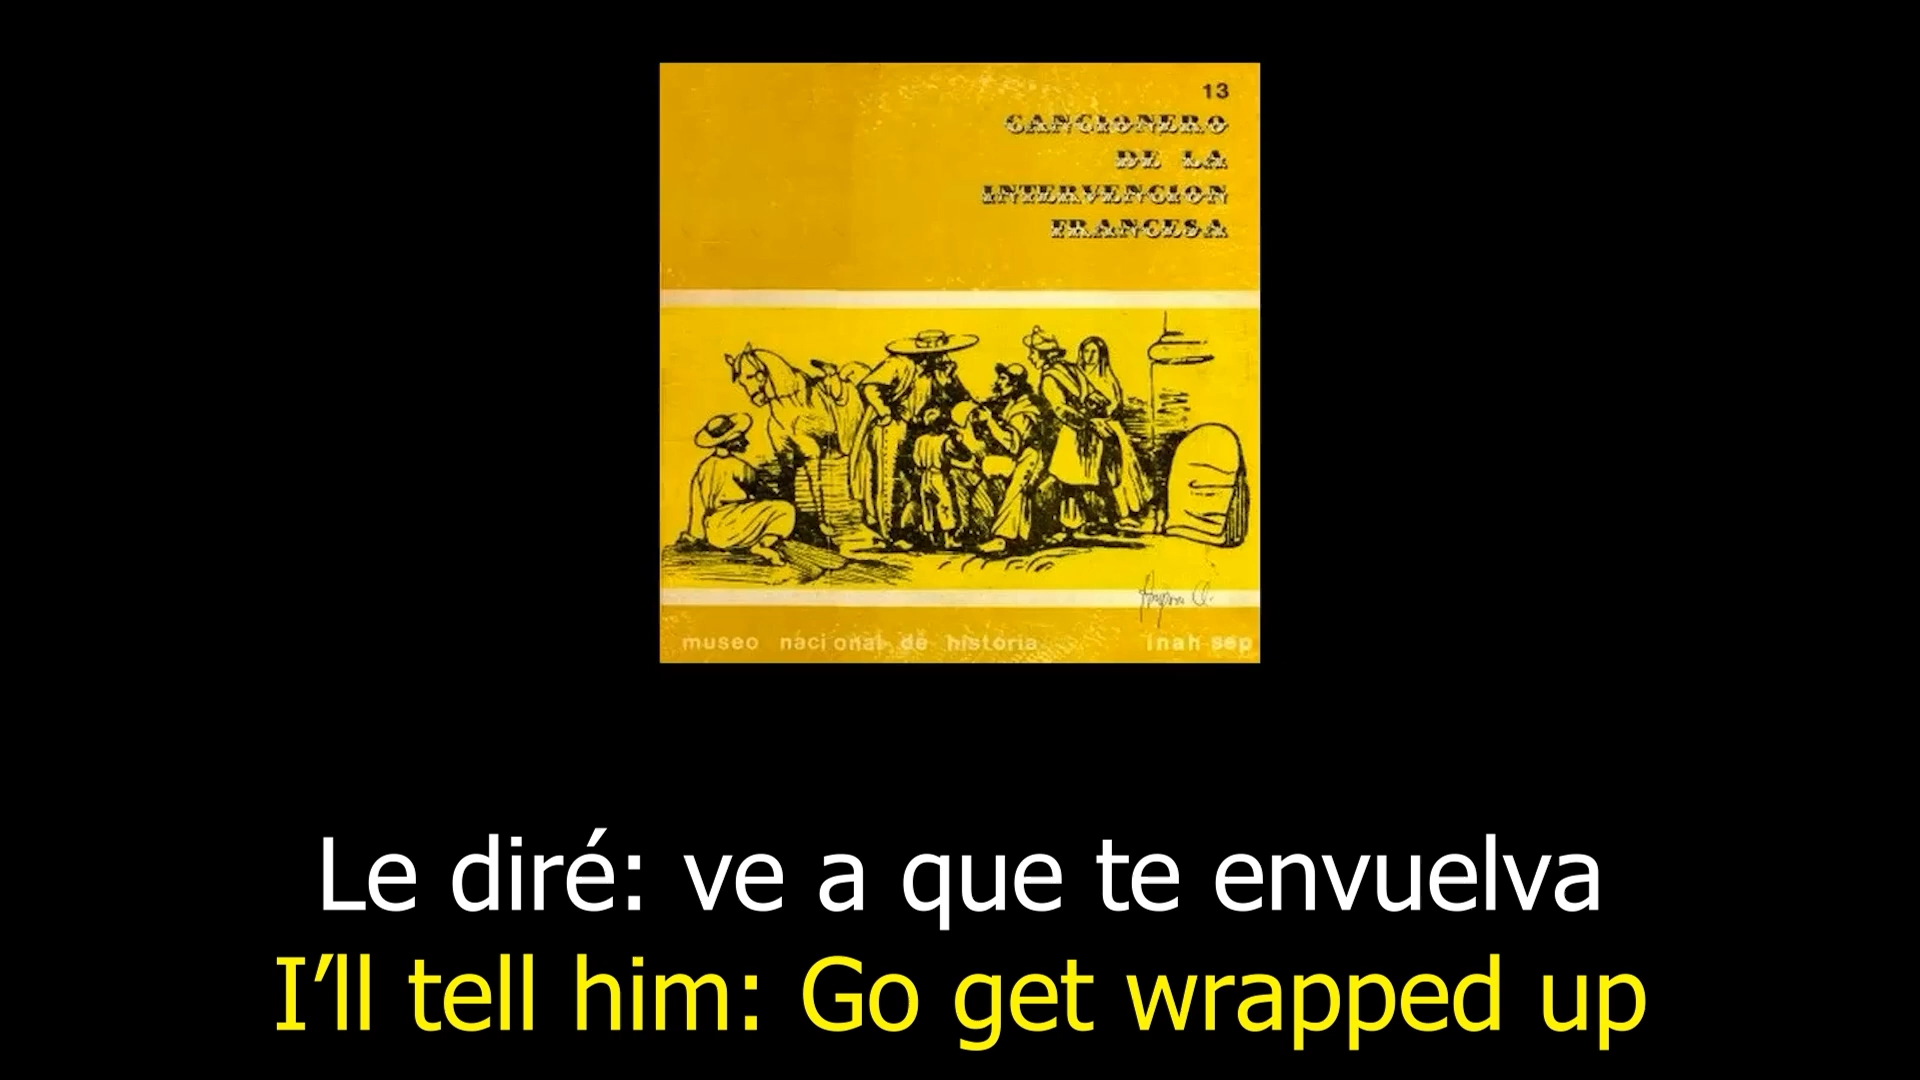 13
CANCIONERO
DE LA
INTERVENCION
FRANCESA
museo nacional de historia inah sep
Le diré: ve a que te envuelva
I’ll tell him: Go get wrapped up